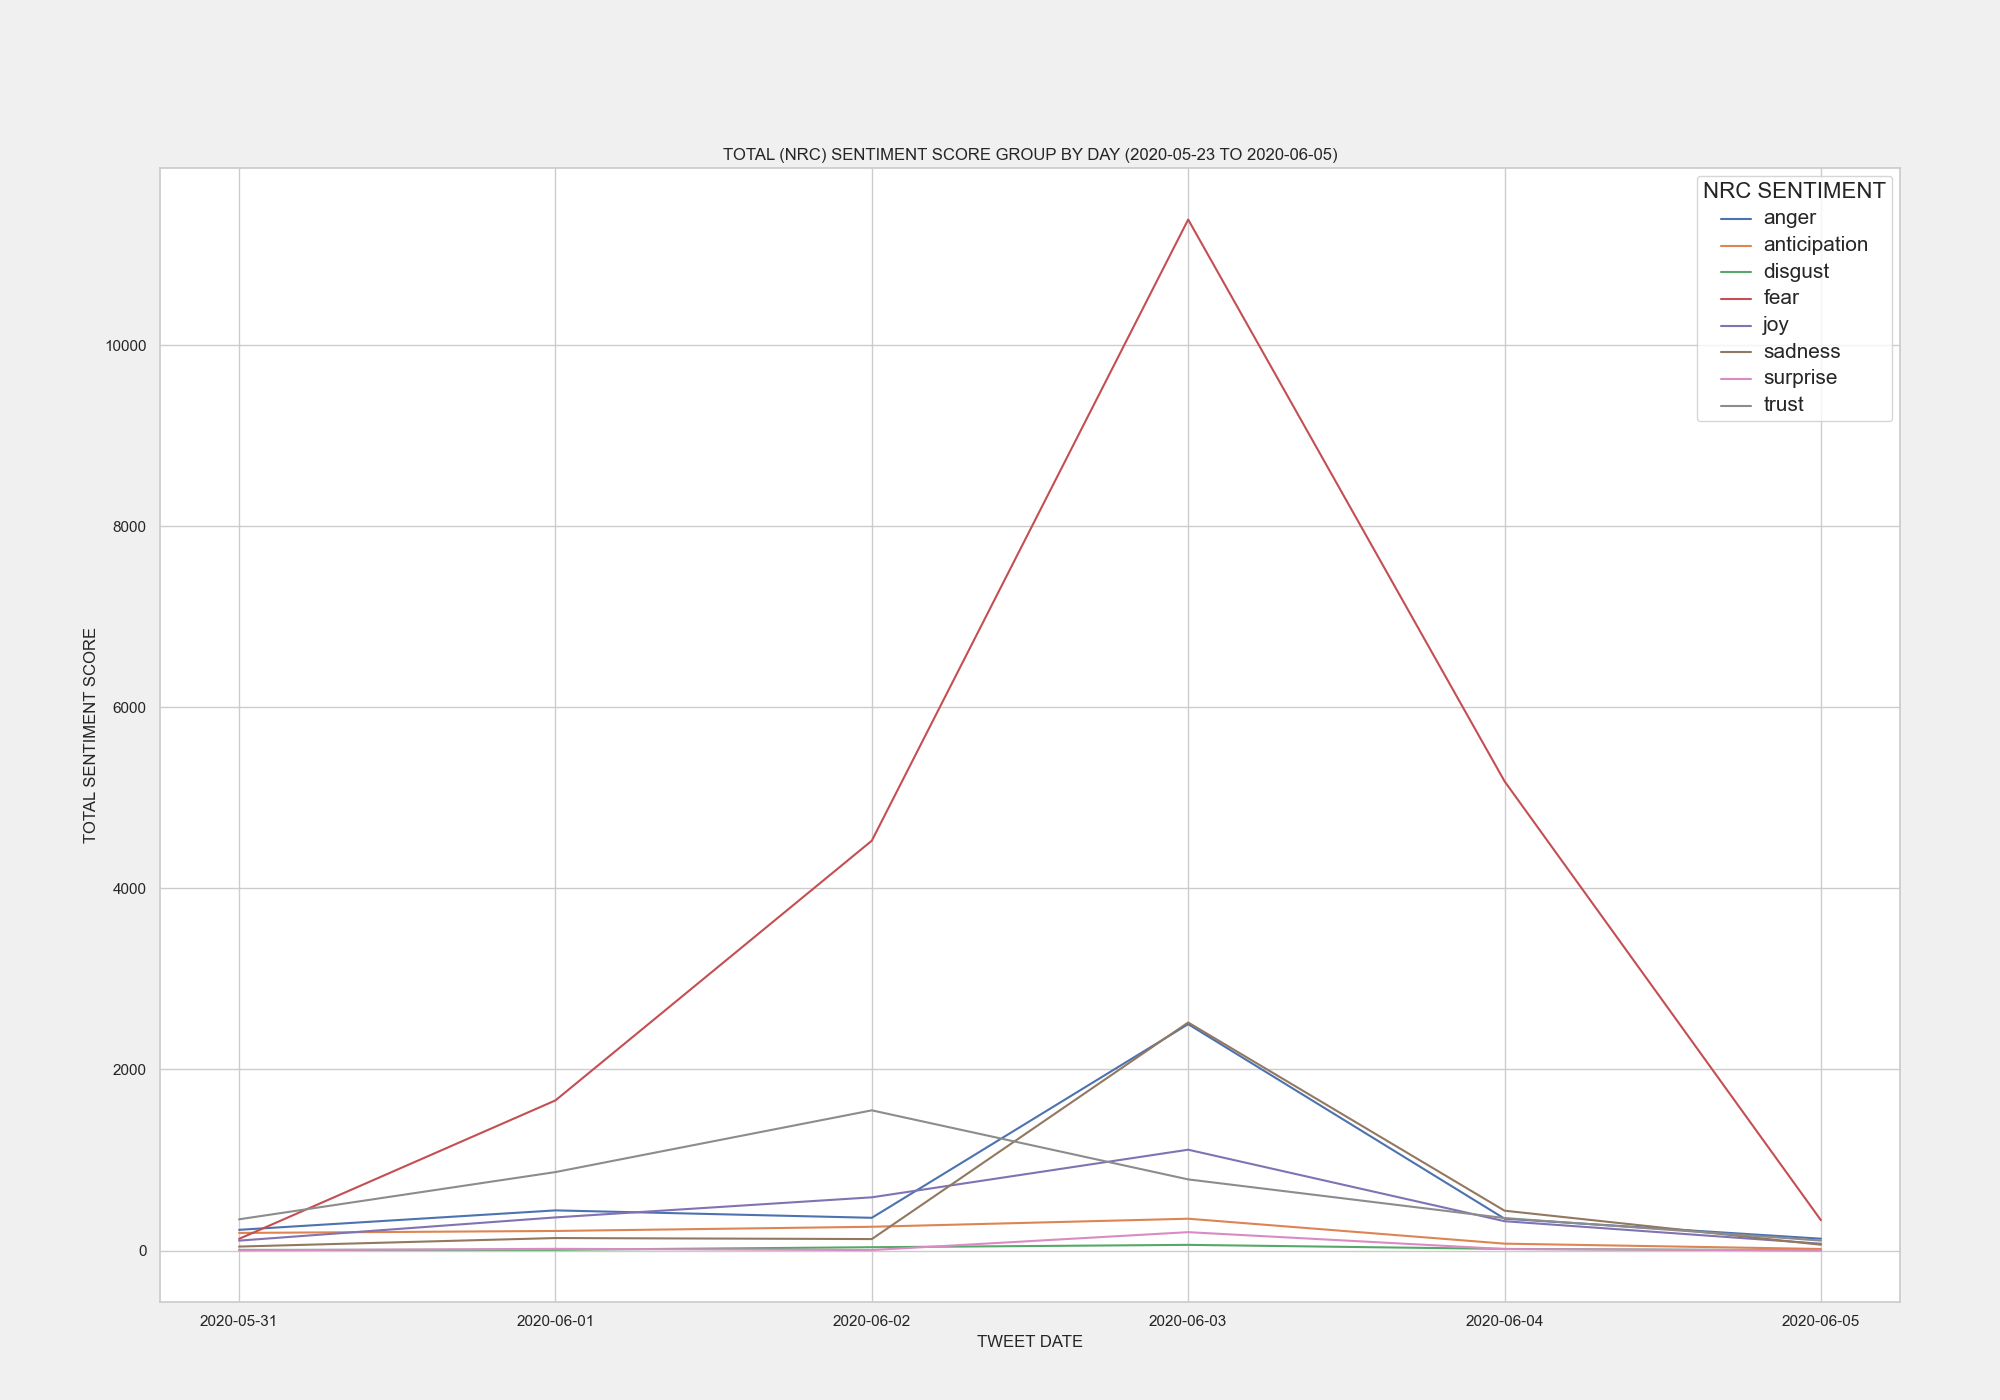 TOTAL (NRC) SENTIMENT SCORE GROUP BY DAY (2020-05-23 TO 2020-06-05)
NRC SENTIMENT
anger
anticipation
disgust
fear
joy
sadness
surprise
trust
TOTAL SENTIMENT SCORE
10000
8000
6000
4000
2000
0
2020-05-31 2020-06-01 2020-06-02 2020-06-03 2020-06-04 2020-06-05
TWEET DATE